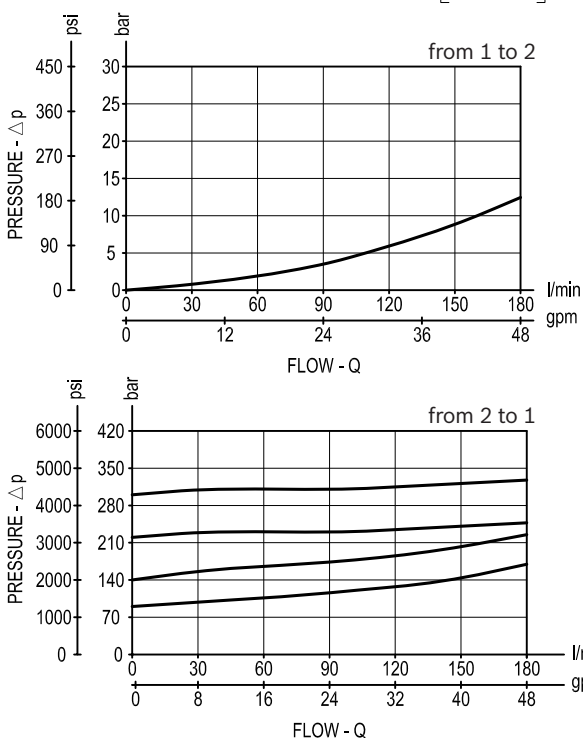 psi
bar
from 1 to 2
PRESSURE - △p
450
360
270
180
90
0
30
25
20
15
10
5
0
0 30 60 90 120 150 180 l/min
0 12 24 36 48 gpm
FLOW - Q
psi
bar
from 2 to 1
PRESSURE - △p
6000
5000
4000
3000
2000
1000
0
420
350
280
210
140
70
0
0 30 60 90 120 150 180
0 8 16 24 32 40 48
FLOW - Q